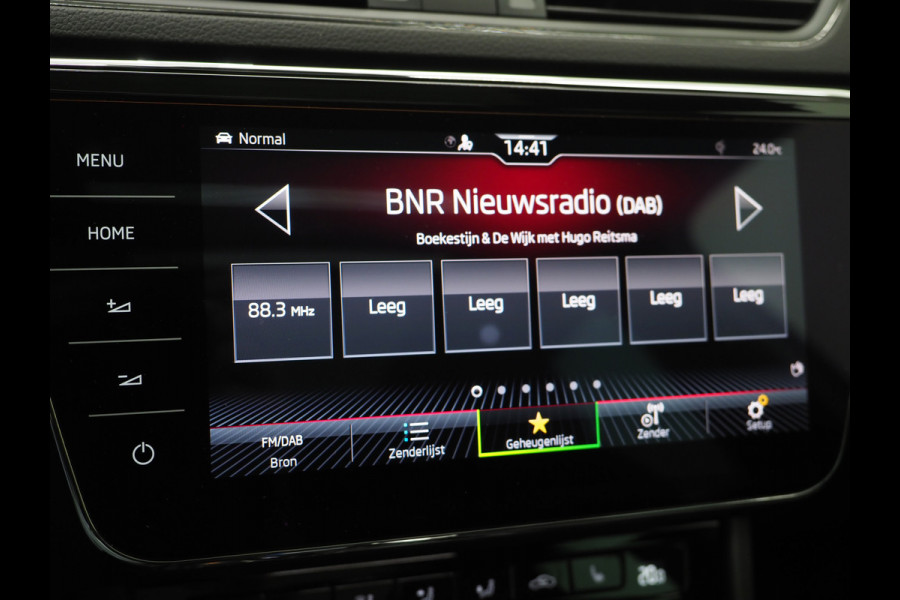 Normal
14:41
24.0°C
MENU
HOME
BNR Nieuwsradio (DAB)
Boekestijn & De Wijk met Hugo Reitsma
88.3 MHz
Leeg
Leeg
Leeg
Leeg
Leeg
FM/DAB
Bron
Zenderlijst
Geheugenlijst
Zender
Setup